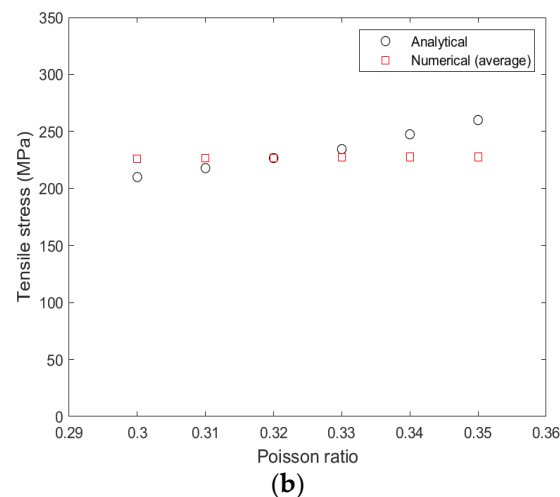 Analytical
Numerical (average)
350
300
250
200
150
100
50
0
Tensile stress (MPa)
0.29 0.3 0.31 0.32 0.33 0.34 0.35 0.36
Poisson ratio
(b)